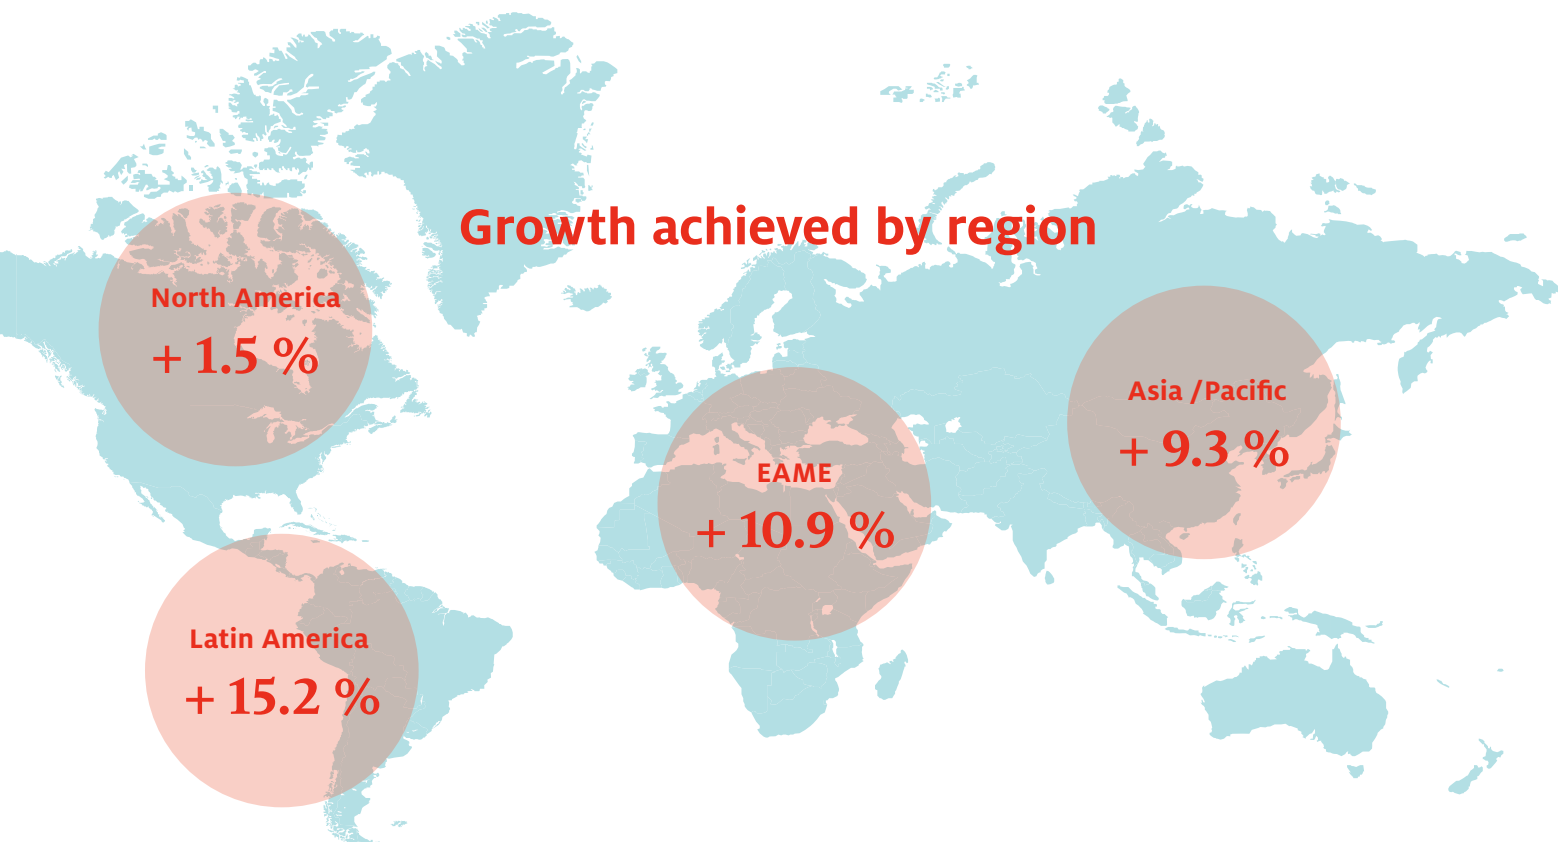 Growth achieved by region
North America
+ 1.5 %
Asia /Pacific
+ 9.3 %
EAME
+ 10.9 %
Latin America
+ 15.2 %